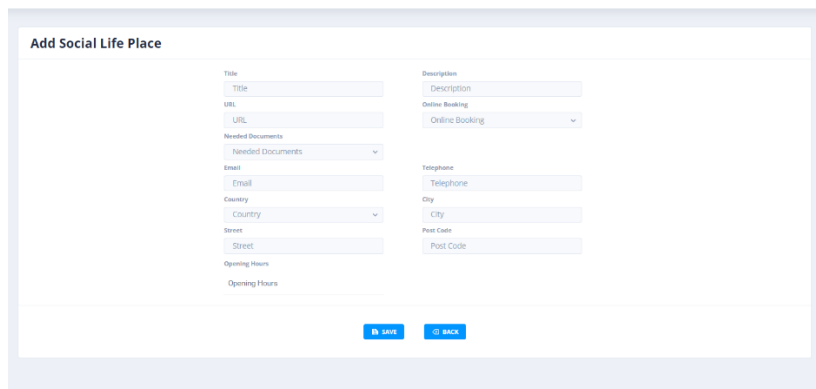 Add Social Life Place
Title Description
Title Description
URL Online Booking
URL Online Booking
Needed Documents
Needed Documents
Email Telephone
Email Telephone
Country City
Country City
Street Post Code
Street Post Code
Opening Hours
Opening Hours
SAVE BACK